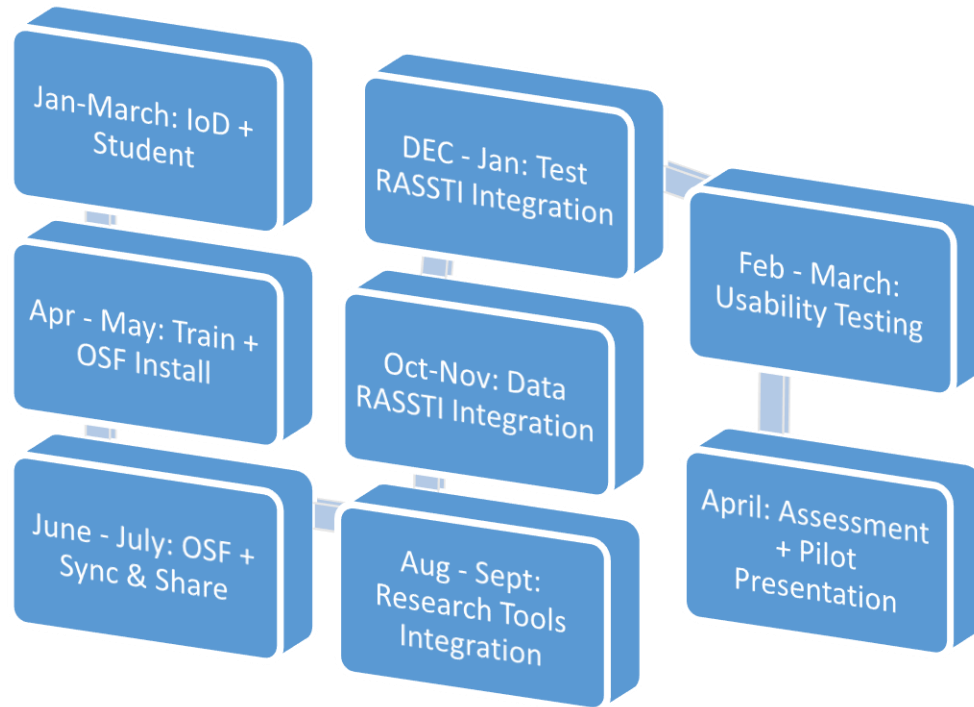 Jan-March: IoD +
Student
Apr - May: Train +
OSF Install
June - July: OSF +
Sync & Share
Aug - Sept:
Research Tools
Integration
Oct-Nov: Data
RASSTI Integration
DEC - Jan: Test
RASSTI Integration
Feb - March:
Usability Testing
April: Assessment
+ Pilot
Presentation